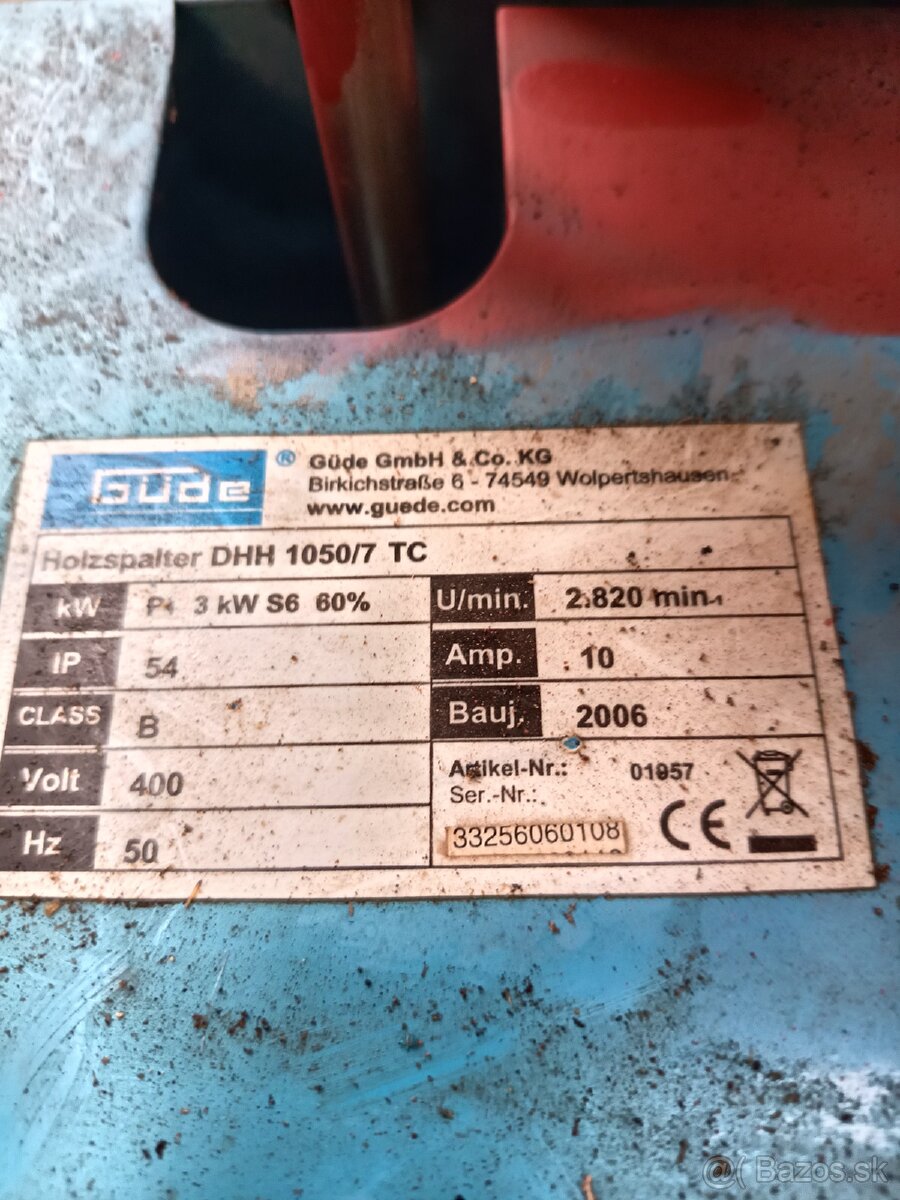 Güde ® Güde GmbH & Co. KG
Birkichstraße 6 - 74549 Wolpertshausen
www.guede.com
Holzspalter DHH 1050/7 TC
kW P1 3 kW S6 60% U/min. 2.820 min-1
IP 54 Amp. 10
CLASS B Bauj. 2006
Volt 400 Artikel-Nr.: 01957
Ser.-Nr.:
33256060108 CE
Hz 50
@( Bazos.sk